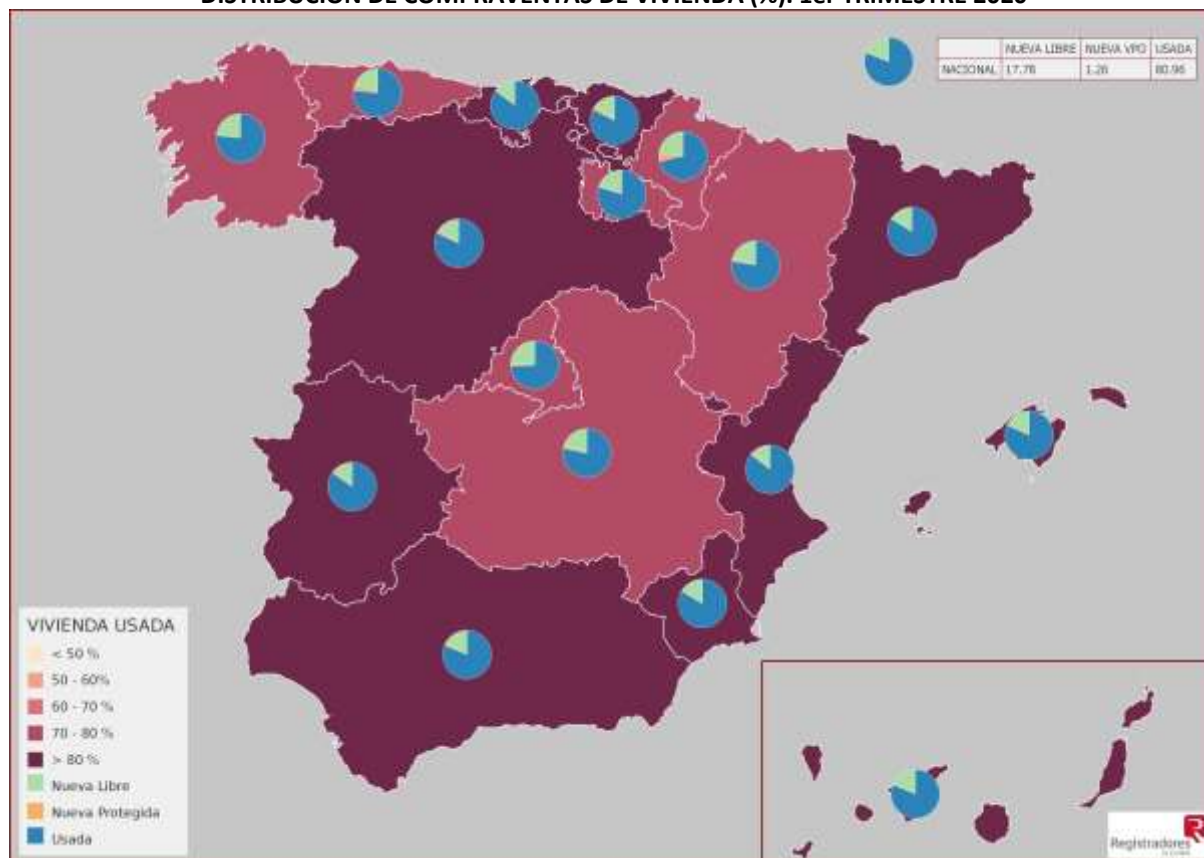 DISTRIBUCIÓN DE COMPRAVENTAS DE VIVIENDA (%). 1er TRIMESTRE 2020
NUEVA LIBRE NUEVA VPO USADA
NACIONAL 17.78 1.26 80.96
VIVIENDA USADA
< 50 %
50 - 60%
60 - 70 %
70 - 80 %
> 80 %
Nueva Libre
Nueva Protegida
Usada
Registradores